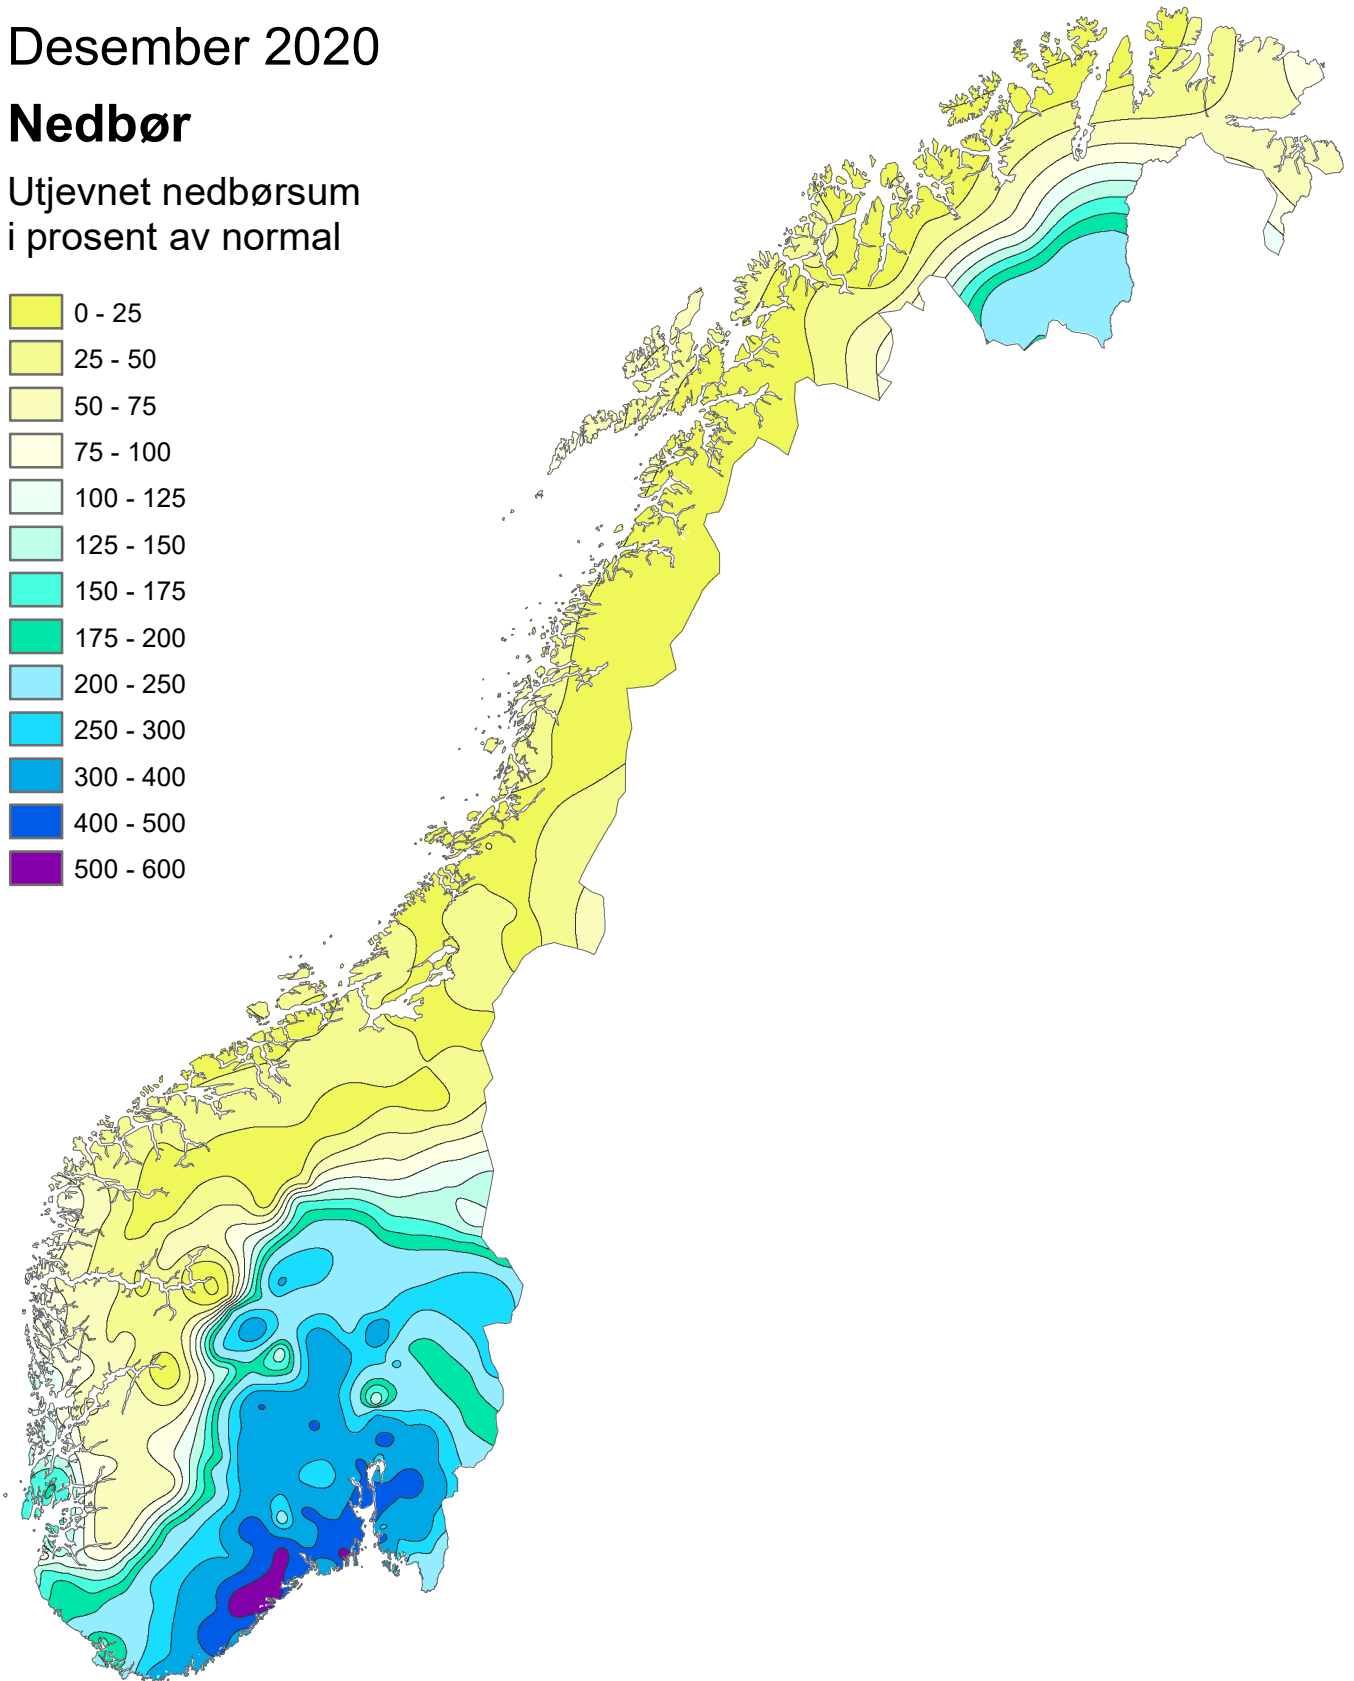 Desember 2020
Nedbør
Utjevnet nedbørsum
i prosent av normal
0 - 25
25 - 50
50 - 75
75 - 100
100 - 125
125 - 150
150 - 175
175 - 200
200 - 250
250 - 300
300 - 400
400 - 500
500 - 600